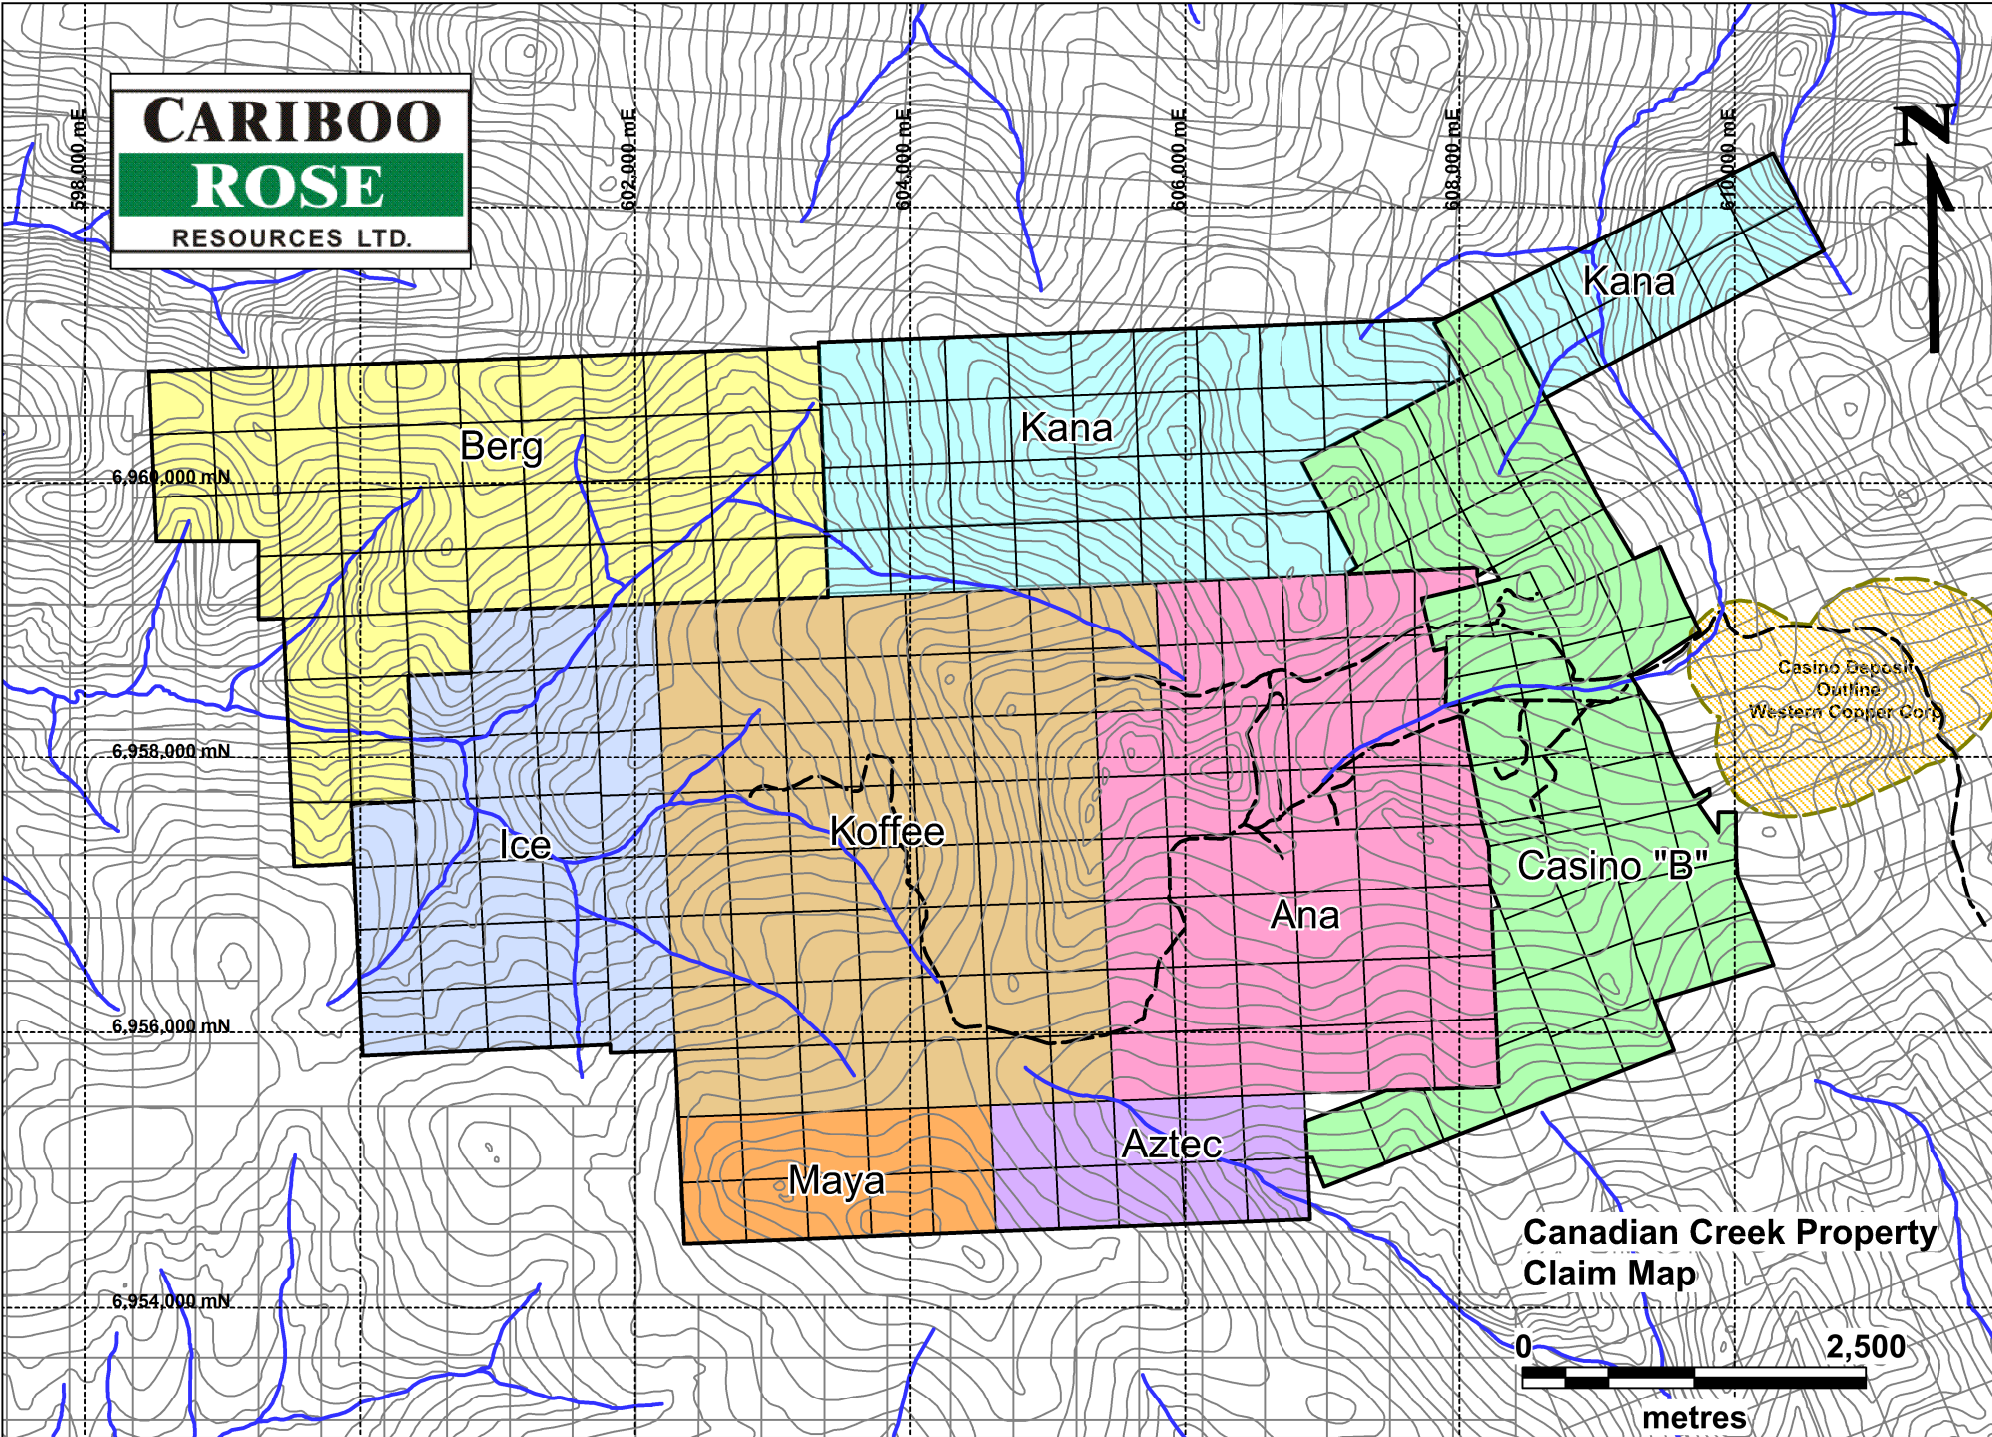 CARIBOO
ROSE
RESOURCES LTD.
598,000 mE
602,000 mE
604,000 mE
606,000 mE
608,000 mE
610,000 mE
N
Kana
Kana
Berg
6,960,000 mN
Casino Deposit
Outline
Western Copper Corp
6,958,000 mN
Koffee
Ice
Casino "B"
Ana
6,956,000 mN
Aztec
Maya
Canadian Creek Property
Claim Map
6,954,000 mN
0 2,500
metres